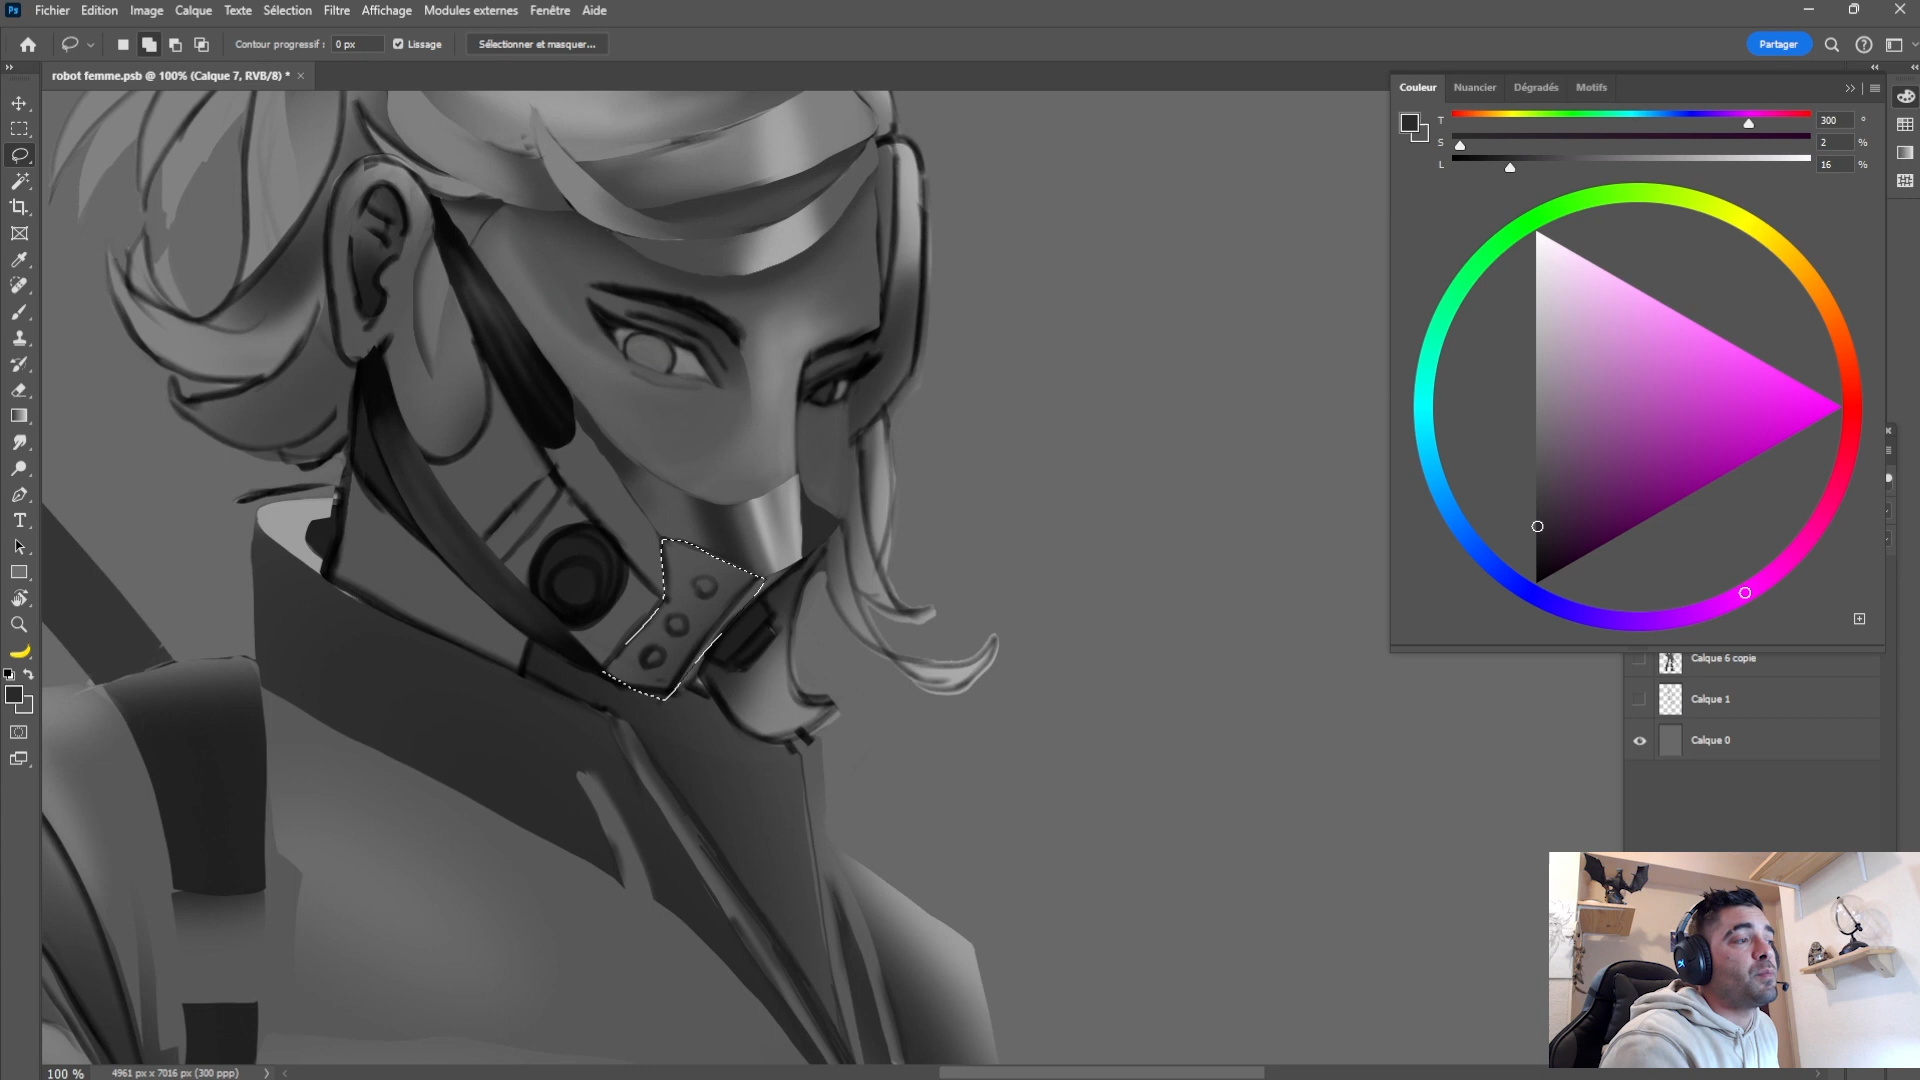 Ps Fichier Edition Image Calque Texte Sélection Filtre Affichage Modules externes Fenêtre Aide
Contour progressif : 0 px Lissage Sélectionner et masquer... Partager
robot femme.psb @ 100% (Calque 7, RVB/8) * ×
Couleur Nuancier Dégradés Motifs
T 300 °
S 2 %
L 16 %
Calque 6 copie
Calque 1
Calque 0
100 % 4961 px x 7016 px (300 ppp)